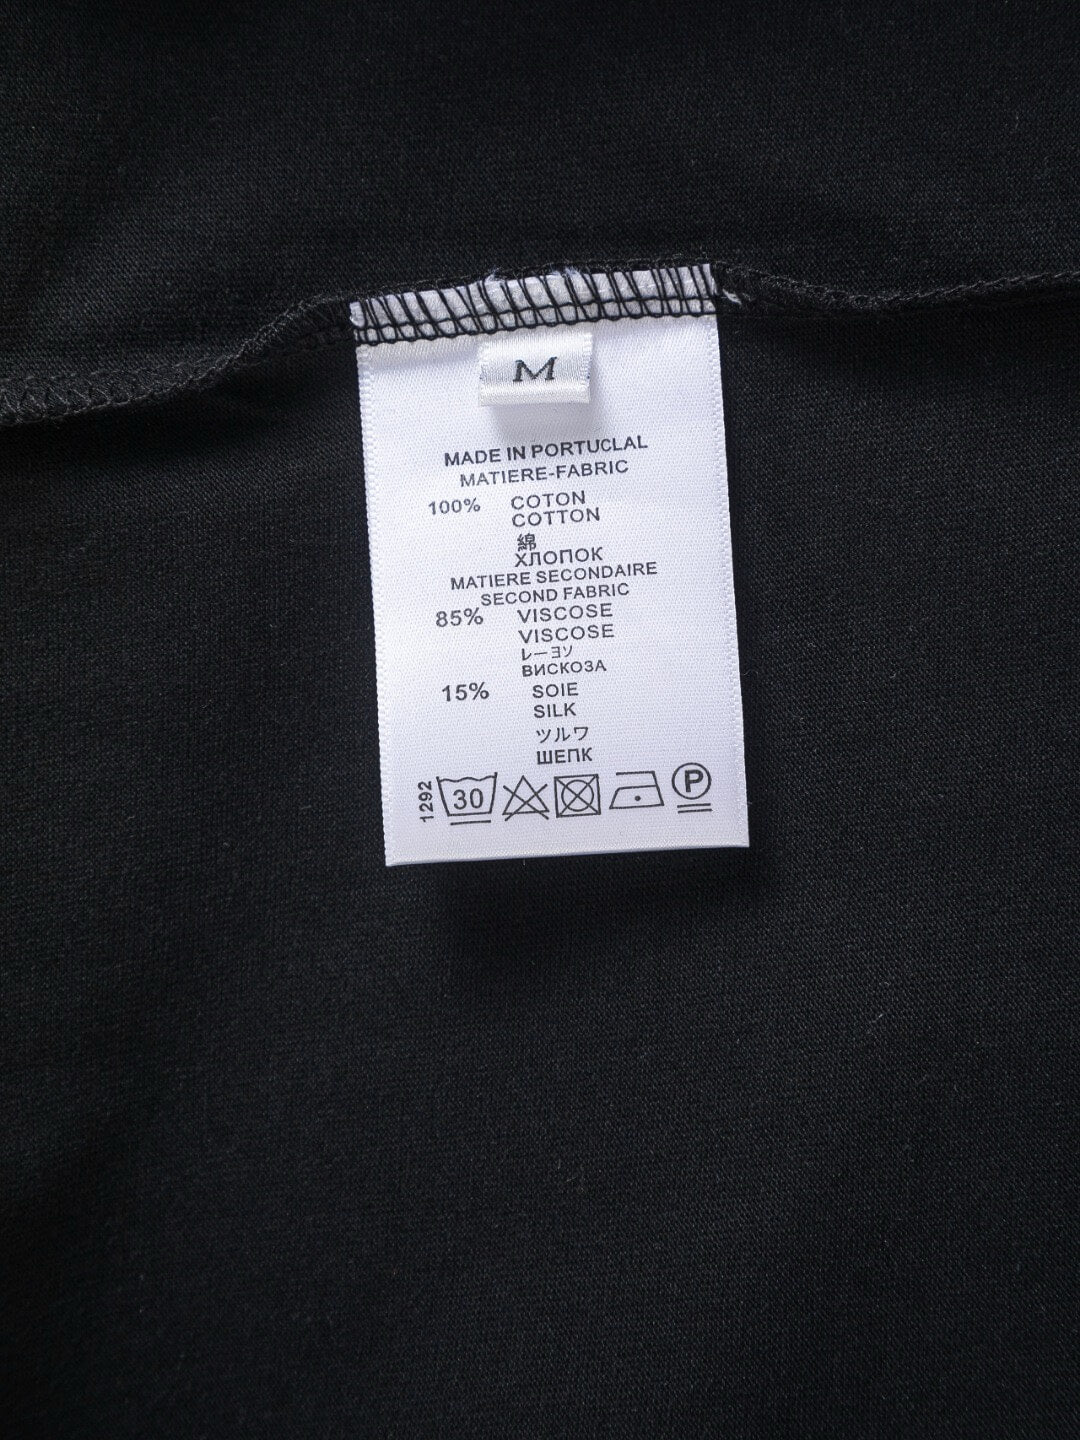 M
MADE IN PORTUCLAL
MATIERE-FABRIC
100% COTON
COTTON
綿
ХЛОПОК
MATIERE SECONDAIRE
SECOND FABRIC
85% VISCOSE
VISCOSE
レーヨソ
ВИСКОЗА
15% SOIE
SILK
ツルワ
ШЕПК
1292
30
P